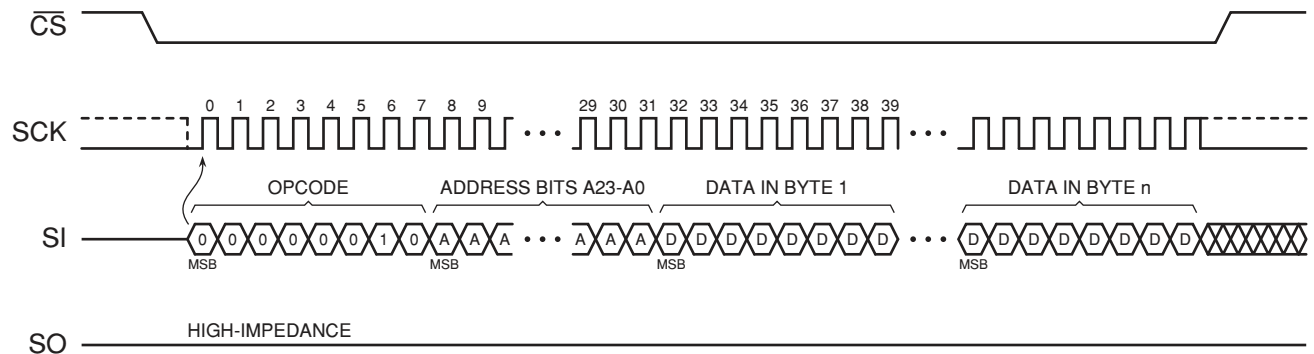 CS
0 1 2 3 4 5 6 7 8 9 29 30 31 32 33 34 35 36 37 38 39
SCK
OPCODE ADDRESS BITS A23-A0 DATA IN BYTE 1 DATA IN BYTE n
SI 0 0 0 0 0 0 1 0 A A A A A A D D D D D D D D D D D D D D D D
MSB MSB MSB MSB
HIGH-IMPEDANCE
SO